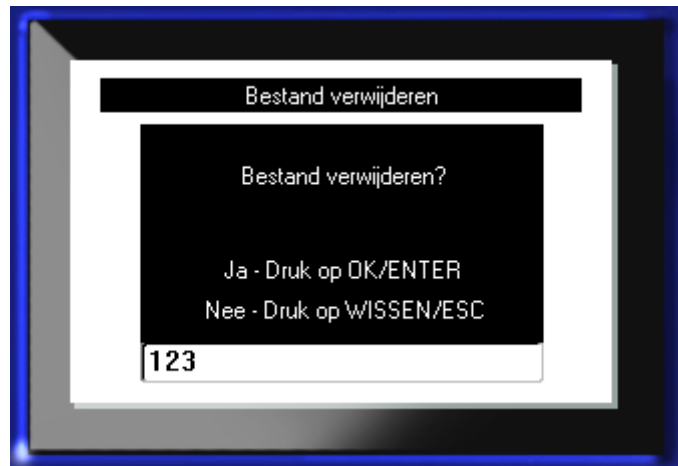 Bestand verwijderen
Bestand verwijderen?
Ja - Druk op OK/ENTER
Nee - Druk op WISSEN/ESC
123